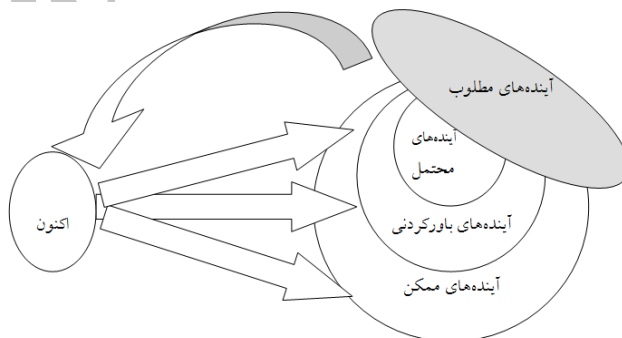 آینده‌های مطلوب
آینده‌های
محتمل
آینده‌های باورکردنی
آینده‌های ممکن
اکنون